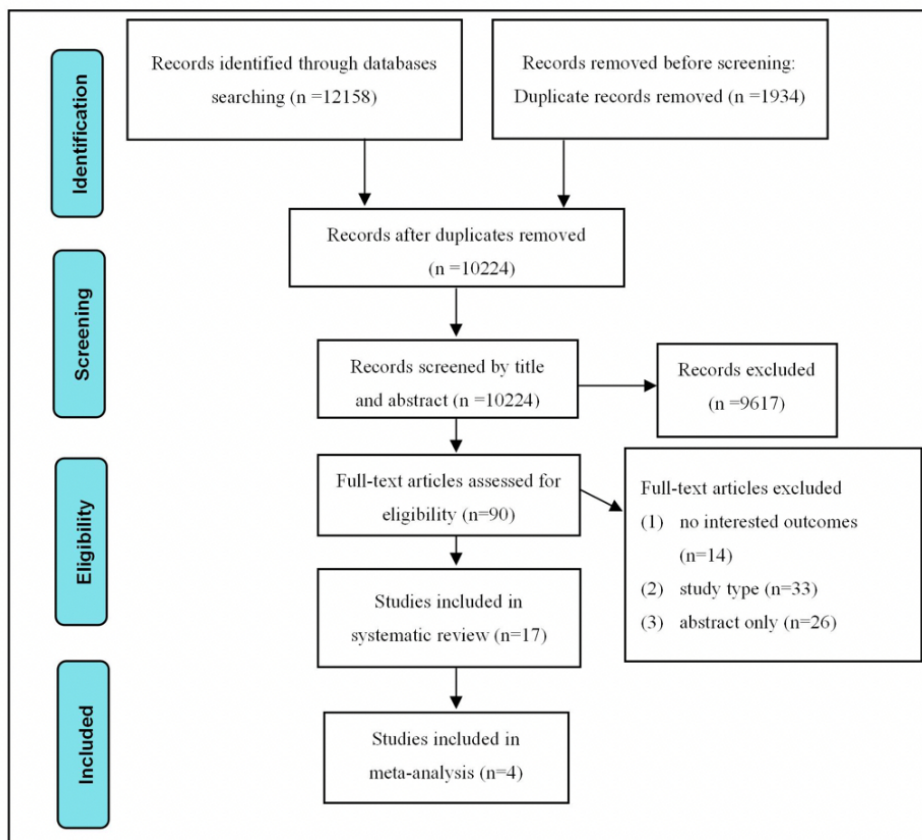 Identification
Records identified through databases
searching (n =12158)
Records removed before screening:
Duplicate records removed (n =1934)
Records after duplicates removed
(n =10224)
Screening
Records screened by title
and abstract (n =10224)
Records excluded
(n =9617)
Eligibility
Full-text articles assessed for
eligibility (n=90)
Full-text articles excluded
(1) no interested outcomes
(n=14)
(2) study type (n=33)
(3) abstract only (n=26)
Studies included in
systematic review (n=17)
Included
Studies included in
meta-analysis (n=4)